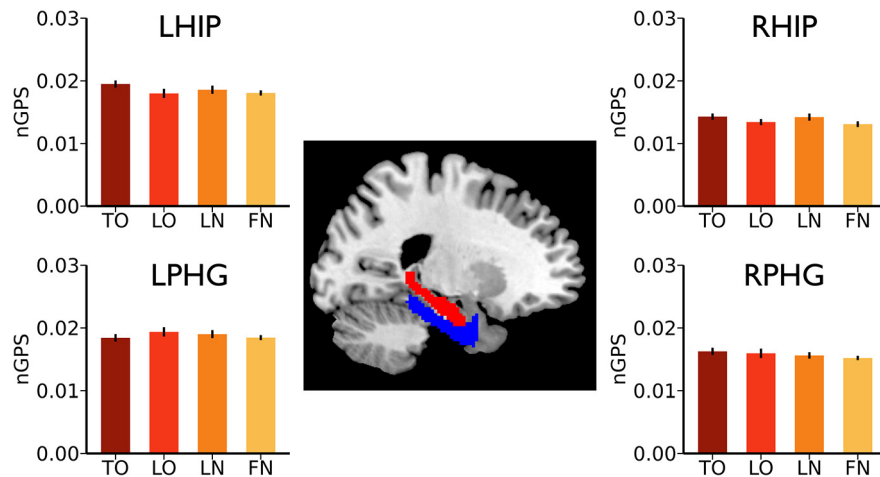 LHIP
0.03
0.02
0.01
0.00
nGPS
TO LO LN FN
RHIP
0.03
0.02
0.01
0.00
nGPS
TO LO LN FN
LPHG
0.03
0.02
0.01
0.00
nGPS
TO LO LN FN
RPHG
0.03
0.02
0.01
0.00
nGPS
TO LO LN FN